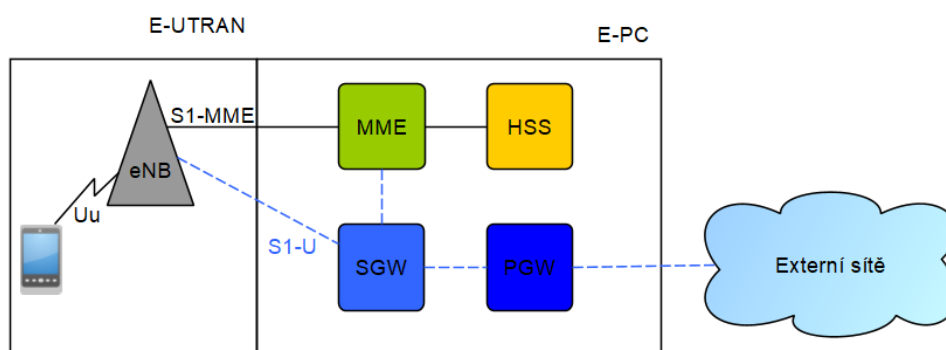 E-UTRAN
E-PC
S1-MME
MME
HSS
eNB
Uu
S1-U
SGW
PGW
Externí sítě